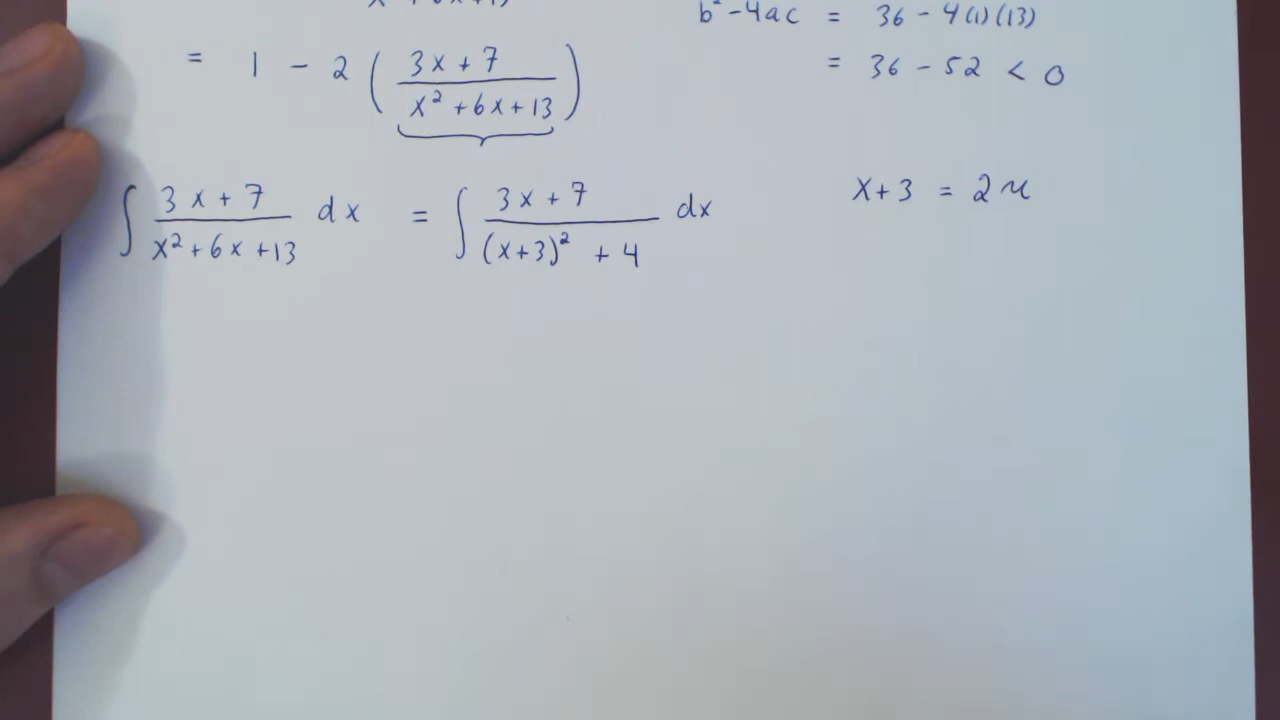 b² - 4ac = 36 - 4(1)(13)
= 1 - 2 ( (3x + 7) / (x² + 6x + 13) )
= 36 - 52 < 0
∫ (3x + 7) / (x² + 6x + 13) dx = ∫ (3x + 7) / ((x+3)² + 4) dx
x + 3 = 2u